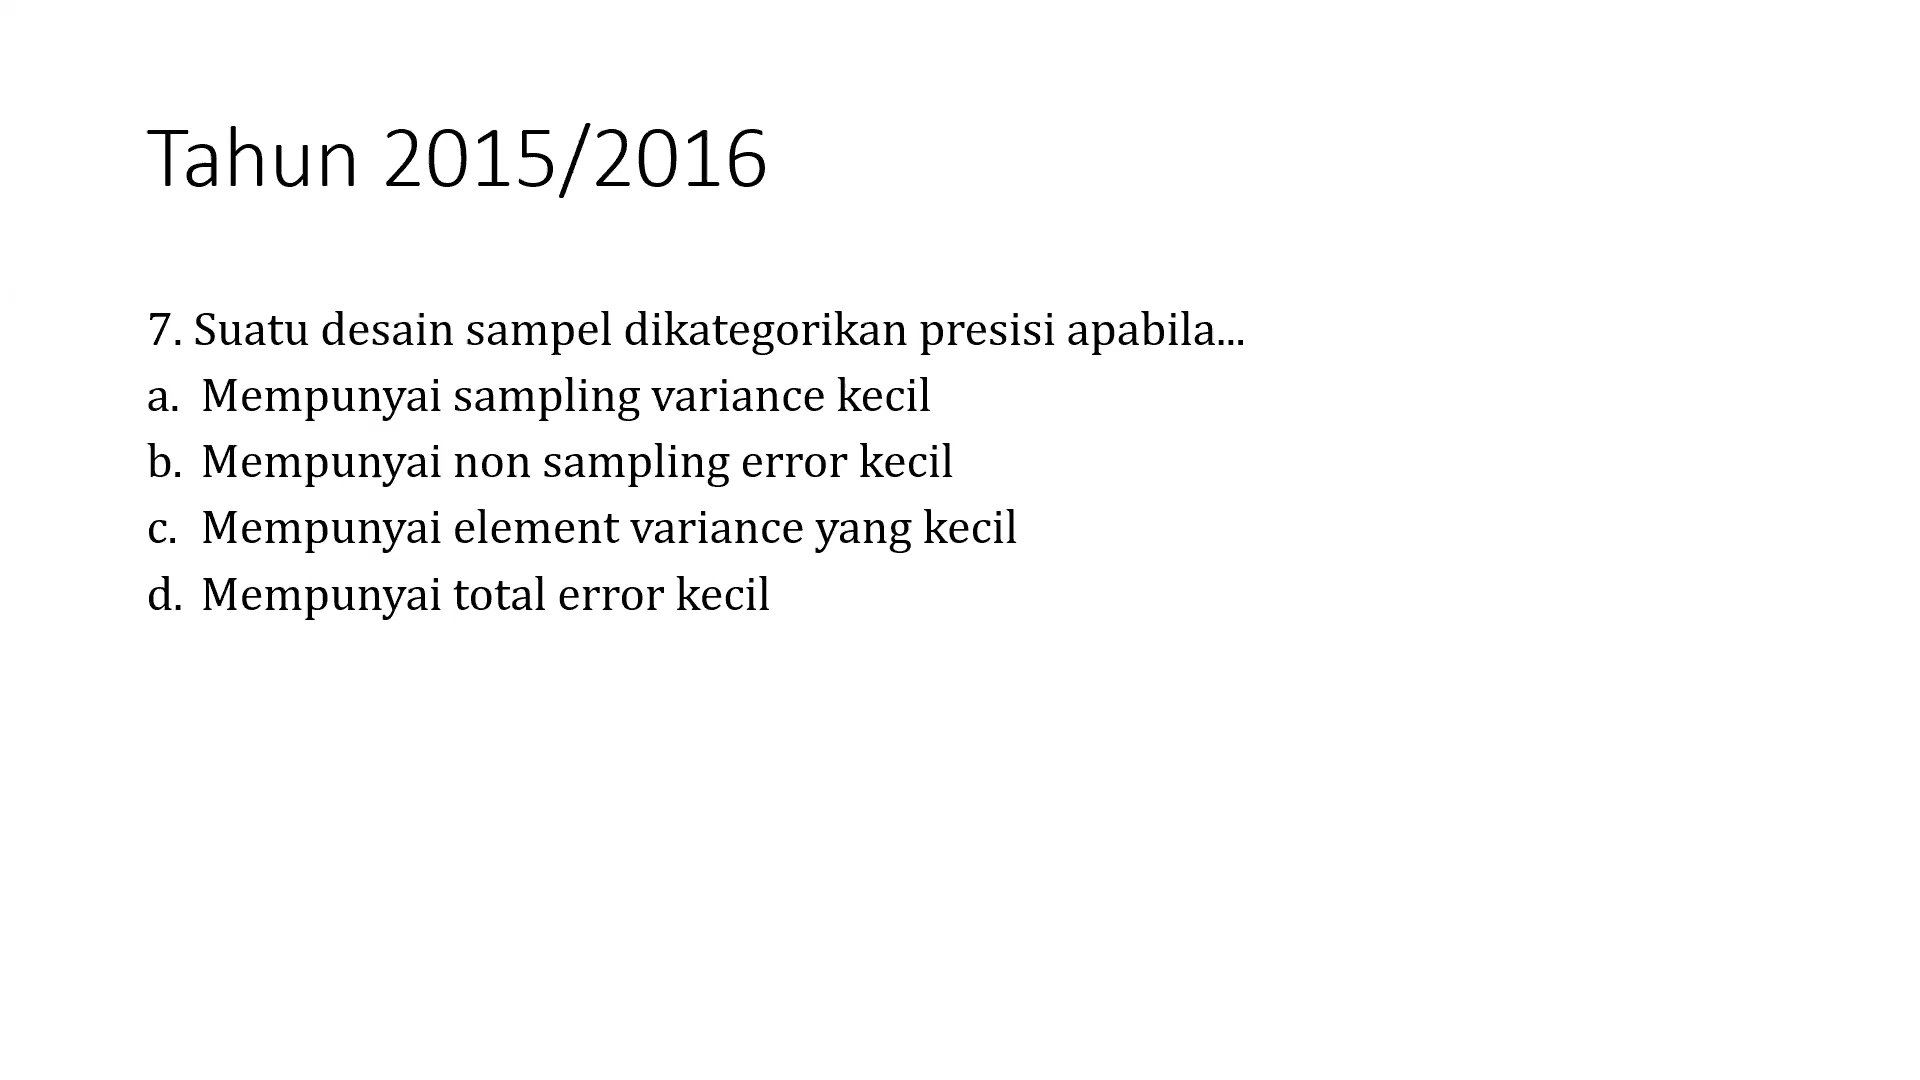 Tahun 2015/2016
7. Suatu desain sampel dikategorikan presisi apabila...
a. Mempunyai sampling variance kecil
b. Mempunyai non sampling error kecil
c. Mempunyai element variance yang kecil
d. Mempunyai total error kecil